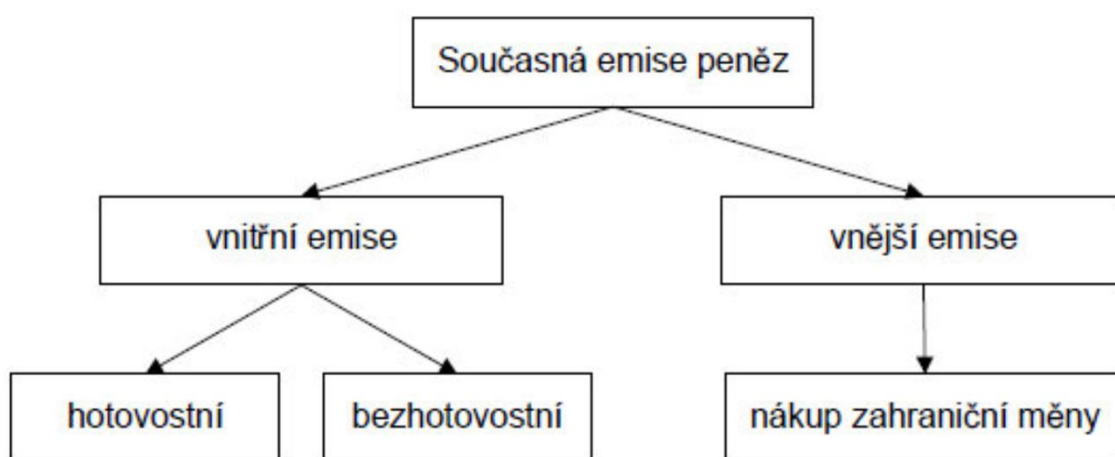 Současná emise peněz
vnitřní emise
vnější emise
hotovostní
bezhotovostní
nákup zahraniční měny